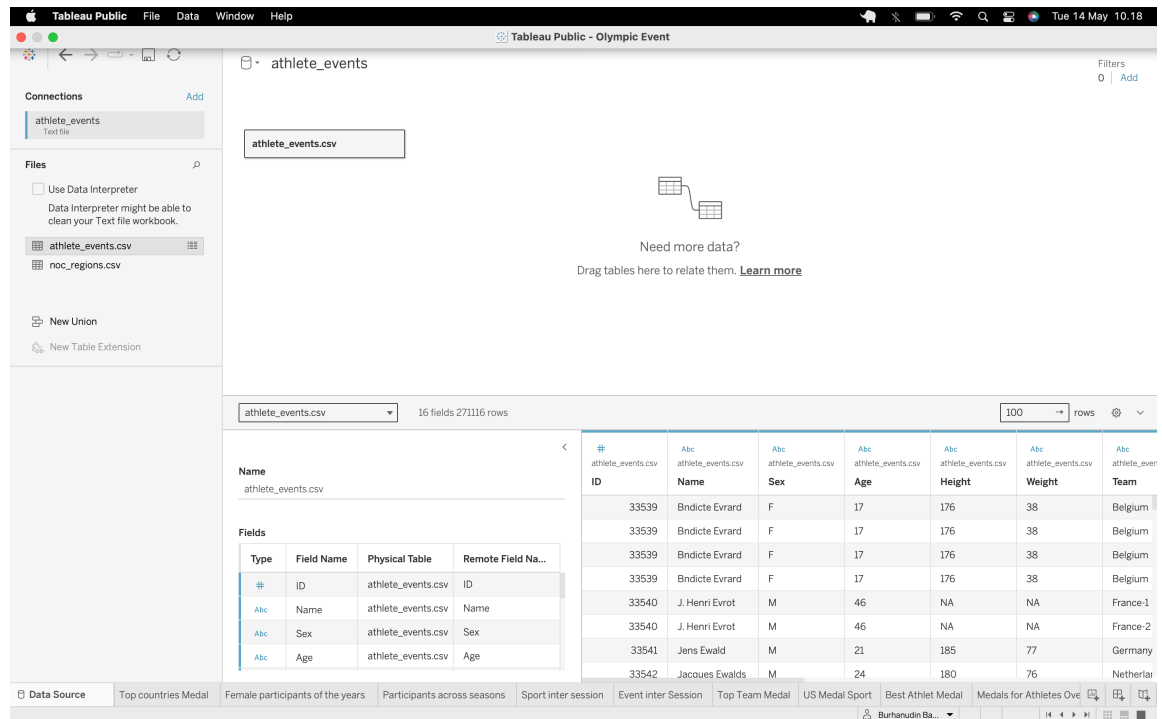 Tableau Public File Data Window Help Tue 14 May 10.18
Tableau Public - Olympic Event
Connections Add
athlete_events
Text file
Files
Use Data Interpreter
Data Interpreter might be able to
clean your Text file workbook.
athlete_events.csv
noc_regions.csv
New Union
New Table Extension
athlete_events
Filters
0 Add
athlete_events.csv
Need more data?
Drag tables here to relate them. Learn more
athlete_events.csv 16 fields 271116 rows 100 → rows
Name
athlete_events.csv
Fields
Type Field Name Physical Table Remote Field Na...
# ID athlete_events.csv ID
Abc Name athlete_events.csv Name
Abc Sex athlete_events.csv Sex
Abc Age athlete_events.csv Age
# Abc Abc Abc Abc Abc Abc
athlete_events.csv athlete_events.csv athlete_events.csv athlete_events.csv athlete_events.csv athlete_events.csv athlete_even
ID Name Sex Age Height Weight Team
33539 Bndicte Evrard F 17 176 38 Belgium
33539 Bndicte Evrard F 17 176 38 Belgium
33539 Bndicte Evrard F 17 176 38 Belgium
33539 Bndicte Evrard F 17 176 38 Belgium
33540 J. Henri Evrot M 46 NA NA France-1
33540 J. Henri Evrot M 46 NA NA France-2
33541 Jens Ewald M 21 185 77 Germany
33542 Jacques Ewalds M 24 180 76 Netherlan
Data Source Top countries Medal Female participants of the years Participants across seasons Sport inter session Event inter Session Top Team Medal US Medal Sport Best Athlet Medal Medals for Athletes Ove
Burhanudin Ba...